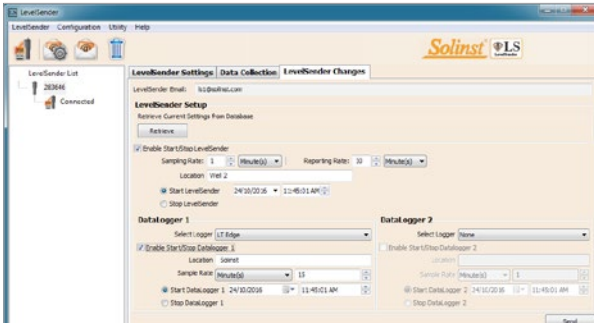 LevelSender
LevelSender Configuration Utility Help
Solinst LS
LevelSender
LevelSender List
283646
Connected
LevelSender Settings Data Collection LevelSender Changes
LevelSender Email: ls1@solinst.com
LevelSender Setup
Retrieve Current Settings from Database
Retrieve
Enable Start/Stop LevelSender
Sampling Rate: 1 Minute(s) Reporting Rate: Minute(s)
Location Well 2
Start LevelSender 24/10/2016 11:45:01 AM
Stop LevelSender
DataLogger 1 DataLogger 2
Select Logger LT Edge Select Logger None
Enable Start/Stop Datalogger 1 Enable Start/Stop Datalogger 2
Location Solinst Location
Sample Rate Minute(s) 15 Sample Rate Minute(s) 1
Start DataLogger 1 24/10/2016 11:45:01 AM Start DataLogger 2 24/10/2016 11:45:01 AM
Stop DataLogger 1 Stop DataLogger 2
Send